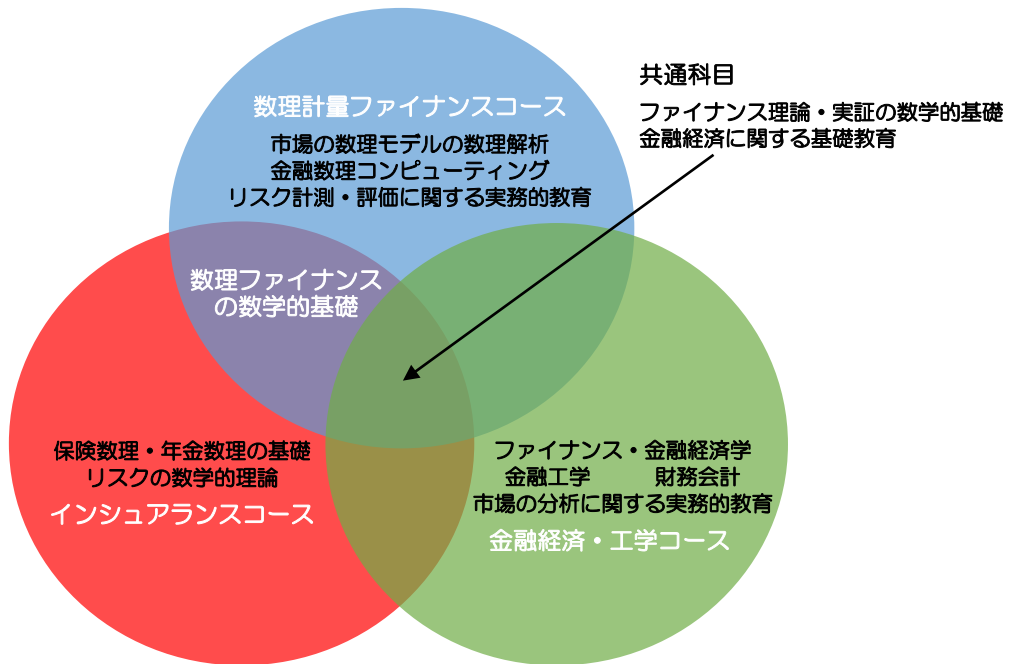 共通科目
ファイナンス理論・実証の数学的基礎
金融経済に関する基礎教育
数理計量ファイナンスコース
市場の数理モデルの数理解析
金融数理コンピューティング
リスク計測・評価に関する実務的教育
数理ファイナンス
の数学的基礎
保険数理・年金数理の基礎
リスクの数学的理論
インシュアランスコース
ファイナンス・金融経済学
金融工学 財務会計
市場の分析に関する実務的教育
金融経済・工学コース